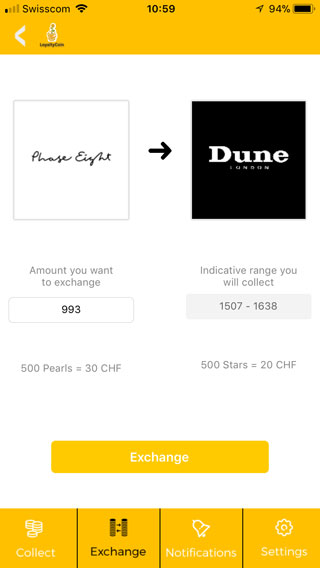 Swisscom 10:59 94%
LoyaltyCoin
Phase Eight
Dune
LONDON
Amount you want
to exchange
Indicative range you
will collect
993
1507 - 1638
500 Pearls = 30 CHF
500 Stars = 20 CHF
Exchange
Collect
Exchange
Notifications
Settings